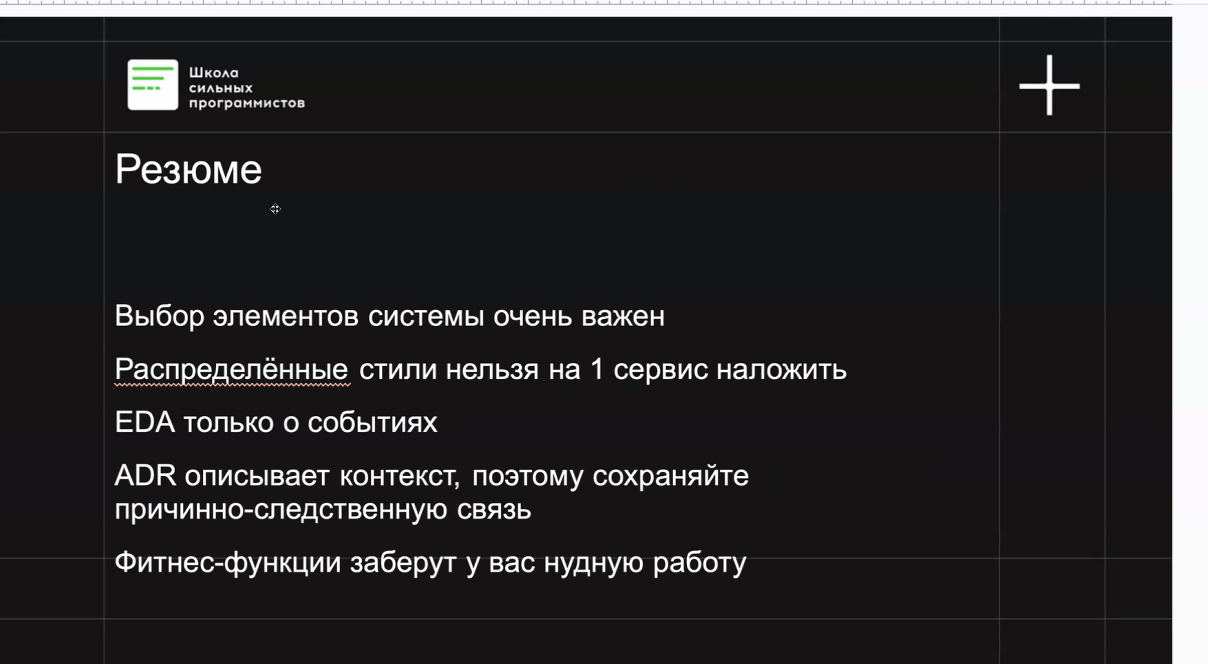 Школа
сильных
программистов
Резюме
Выбор элементов системы очень важен
Распределённые стили нельзя на 1 сервис наложить
EDA только о событиях
ADR описывает контекст, поэтому сохраняйте
причинно-следственную связь
Фитнес-функции заберут у вас нудную работу